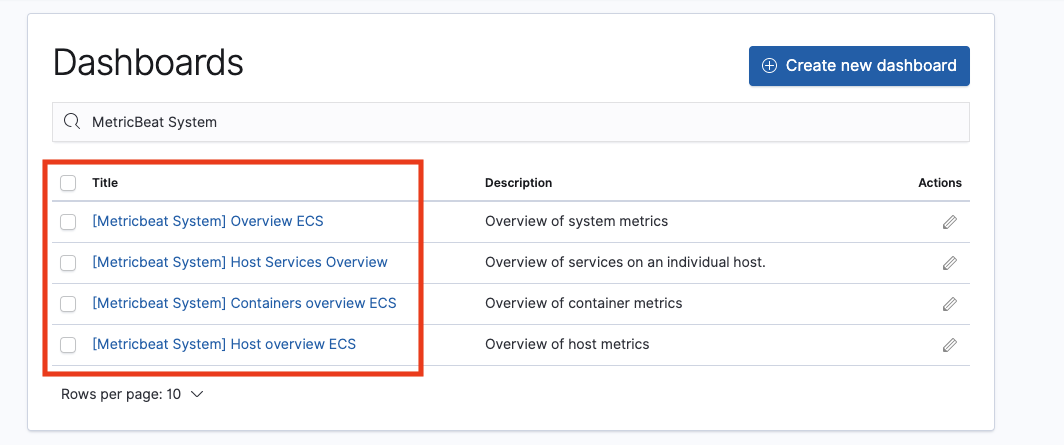 Dashboards
Create new dashboard
MetricBeat System
Title Description Actions
[Metricbeat System] Overview ECS Overview of system metrics
[Metricbeat System] Host Services Overview Overview of services on an individual host.
[Metricbeat System] Containers overview ECS Overview of container metrics
[Metricbeat System] Host overview ECS Overview of host metrics
Rows per page: 10